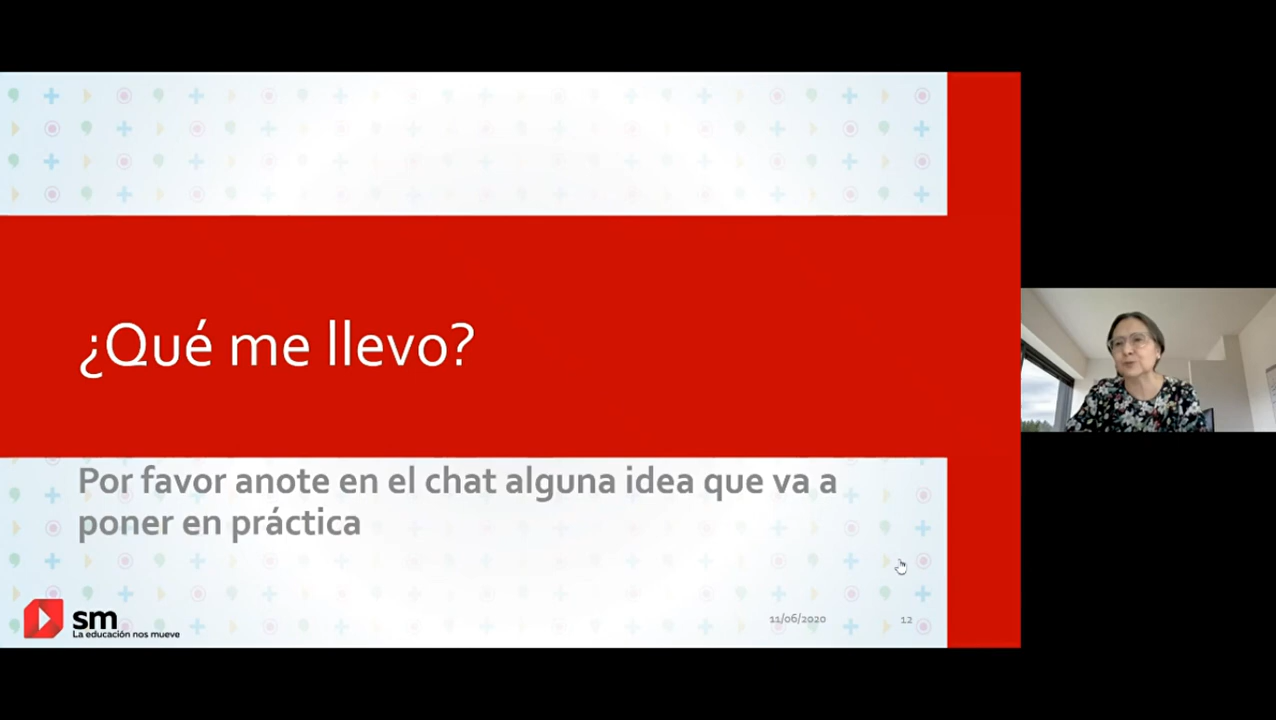 ¿Qué me llevo?
Por favor anote en el chat alguna idea que va a
poner en práctica
sm
La educación nos mueve
11/06/2020
12